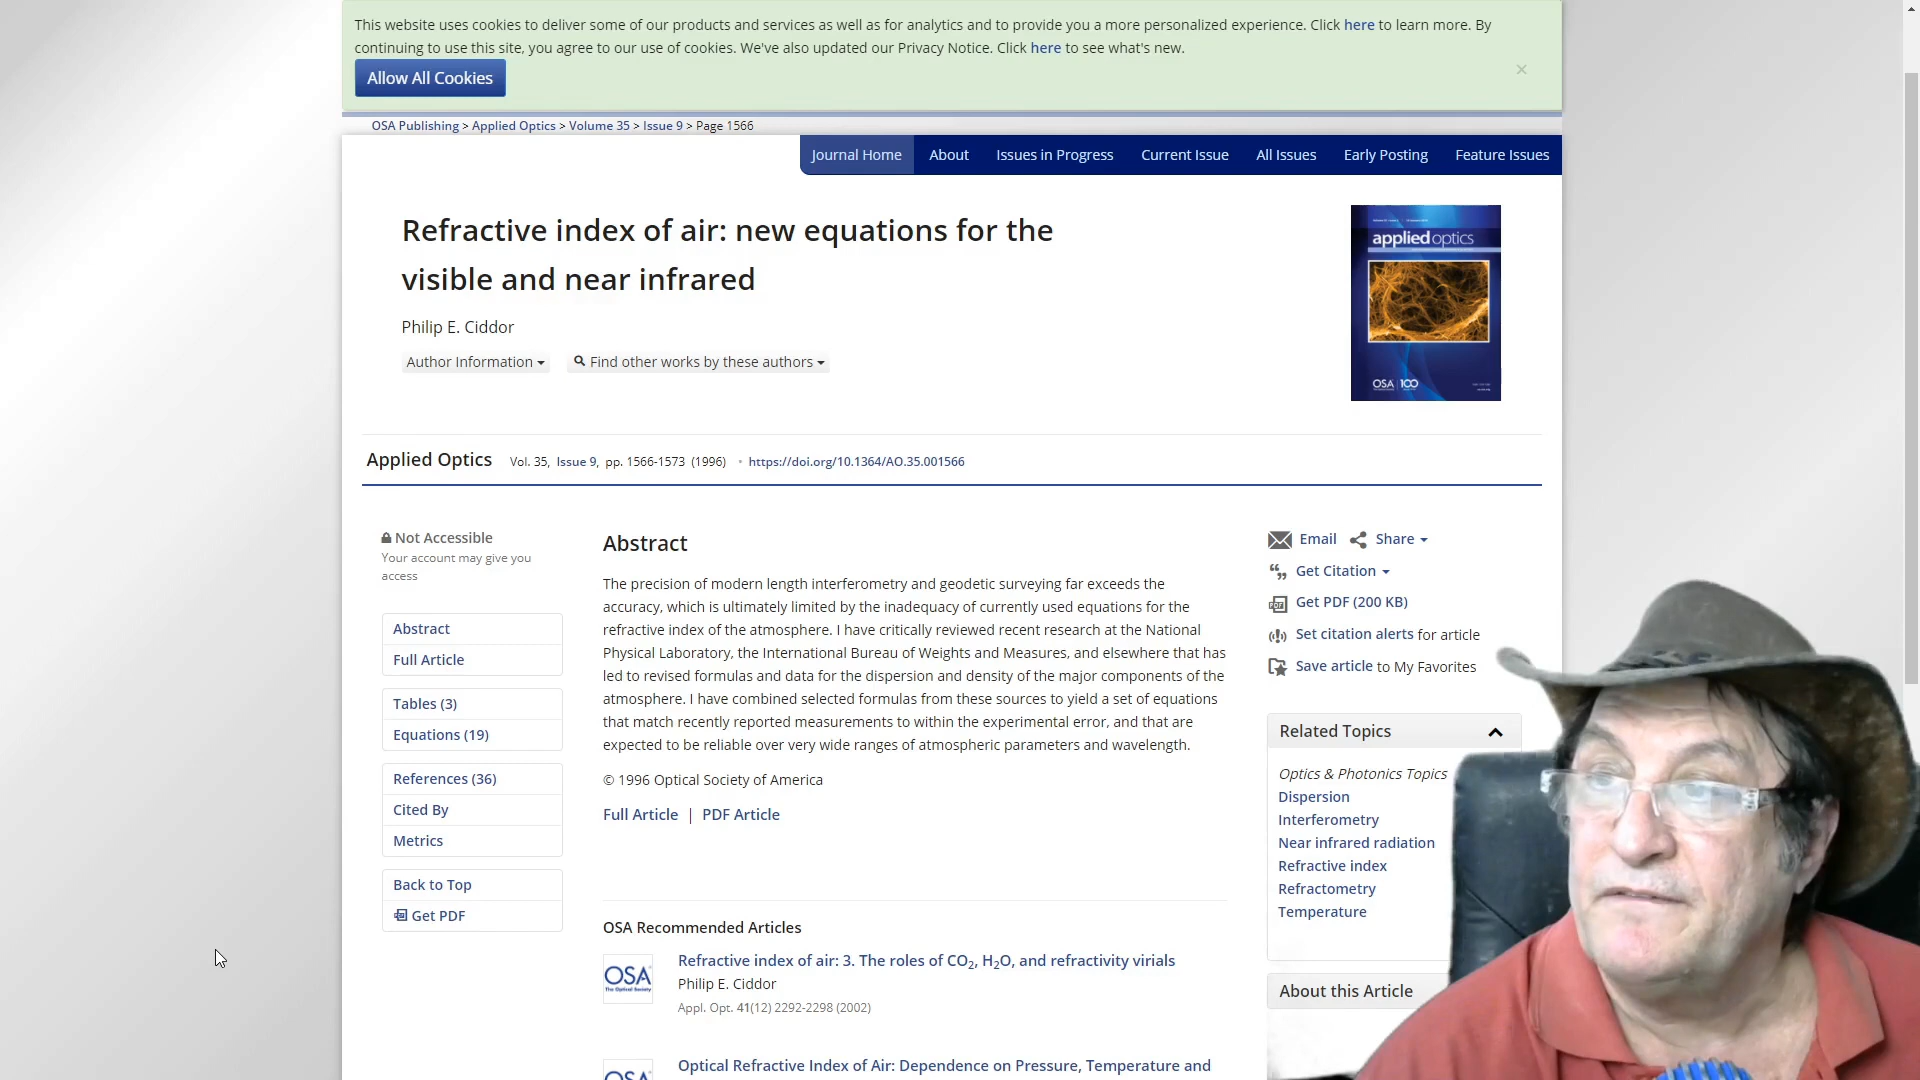 This website uses cookies to deliver some of our products and services as well as for analytics and to provide you a more personalized experience. Click here to learn more. By
continuing to use this site, you agree to our use of cookies. We've also updated our Privacy Notice. Click here to see what's new.
×
Allow All Cookies
OSA Publishing > Applied Optics > Volume 35 > Issue 9 > Page 1566
Journal Home About Issues in Progress Current Issue All Issues Early Posting Feature Issues
Refractive index of air: new equations for the
visible and near infrared
applied optics
Philip E. Ciddor
Author Information Find other works by these authors
OSA 100
Applied Optics Vol. 35, Issue 9, pp. 1566-1573 (1996) • https://doi.org/10.1364/AO.35.001566
Not Accessible
Your account may give you
access
Abstract
Full Article
Tables (3)
Equations (19)
References (36)
Cited By
Metrics
Back to Top
Get PDF
Abstract
The precision of modern length interferometry and geodetic surveying far exceeds the
accuracy, which is ultimately limited by the inadequacy of currently used equations for the
refractive index of the atmosphere. I have critically reviewed recent research at the National
Physical Laboratory, the International Bureau of Weights and Measures, and elsewhere that has
led to revised formulas and data for the dispersion and density of the major components of the
atmosphere. I have combined selected formulas from these sources to yield a set of equations
that match recently reported measurements to within the experimental error, and that are
expected to be reliable over very wide ranges of atmospheric parameters and wavelength.
© 1996 Optical Society of America
Full Article | PDF Article
OSA Recommended Articles
OSA
The Optical Society
Refractive index of air: 3. The roles of CO₂, H₂O, and refractivity virials
Philip E. Ciddor
Appl. Opt. 41(12) 2292-2298 (2002)
OSA
Optical Refractive Index of Air: Dependence on Pressure, Temperature and
Email Share
Get Citation
Get PDF (200 KB)
Set citation alerts for article
Save article to My Favorites
Related Topics
Optics & Photonics Topics
Dispersion
Interferometry
Near infrared radiation
Refractive index
Refractometry
Temperature
About this Article